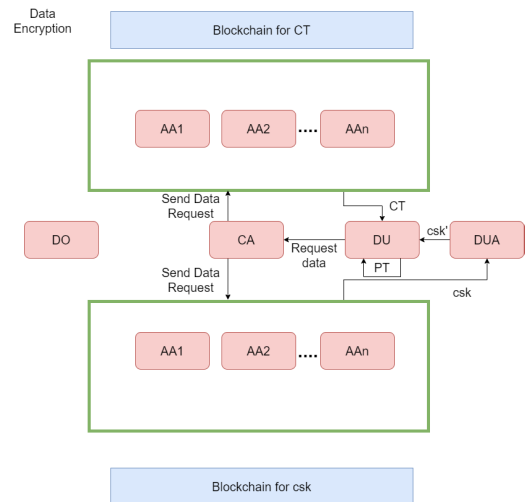 Data
Encryption
Blockchain for CT
AA1
AA2
....
AAn
Send Data
Request
CT
DO
CA
Request
data
DU
csk'
DUA
PT
Send Data
Request
csk
AA1
AA2
....
AAn
Blockchain for csk